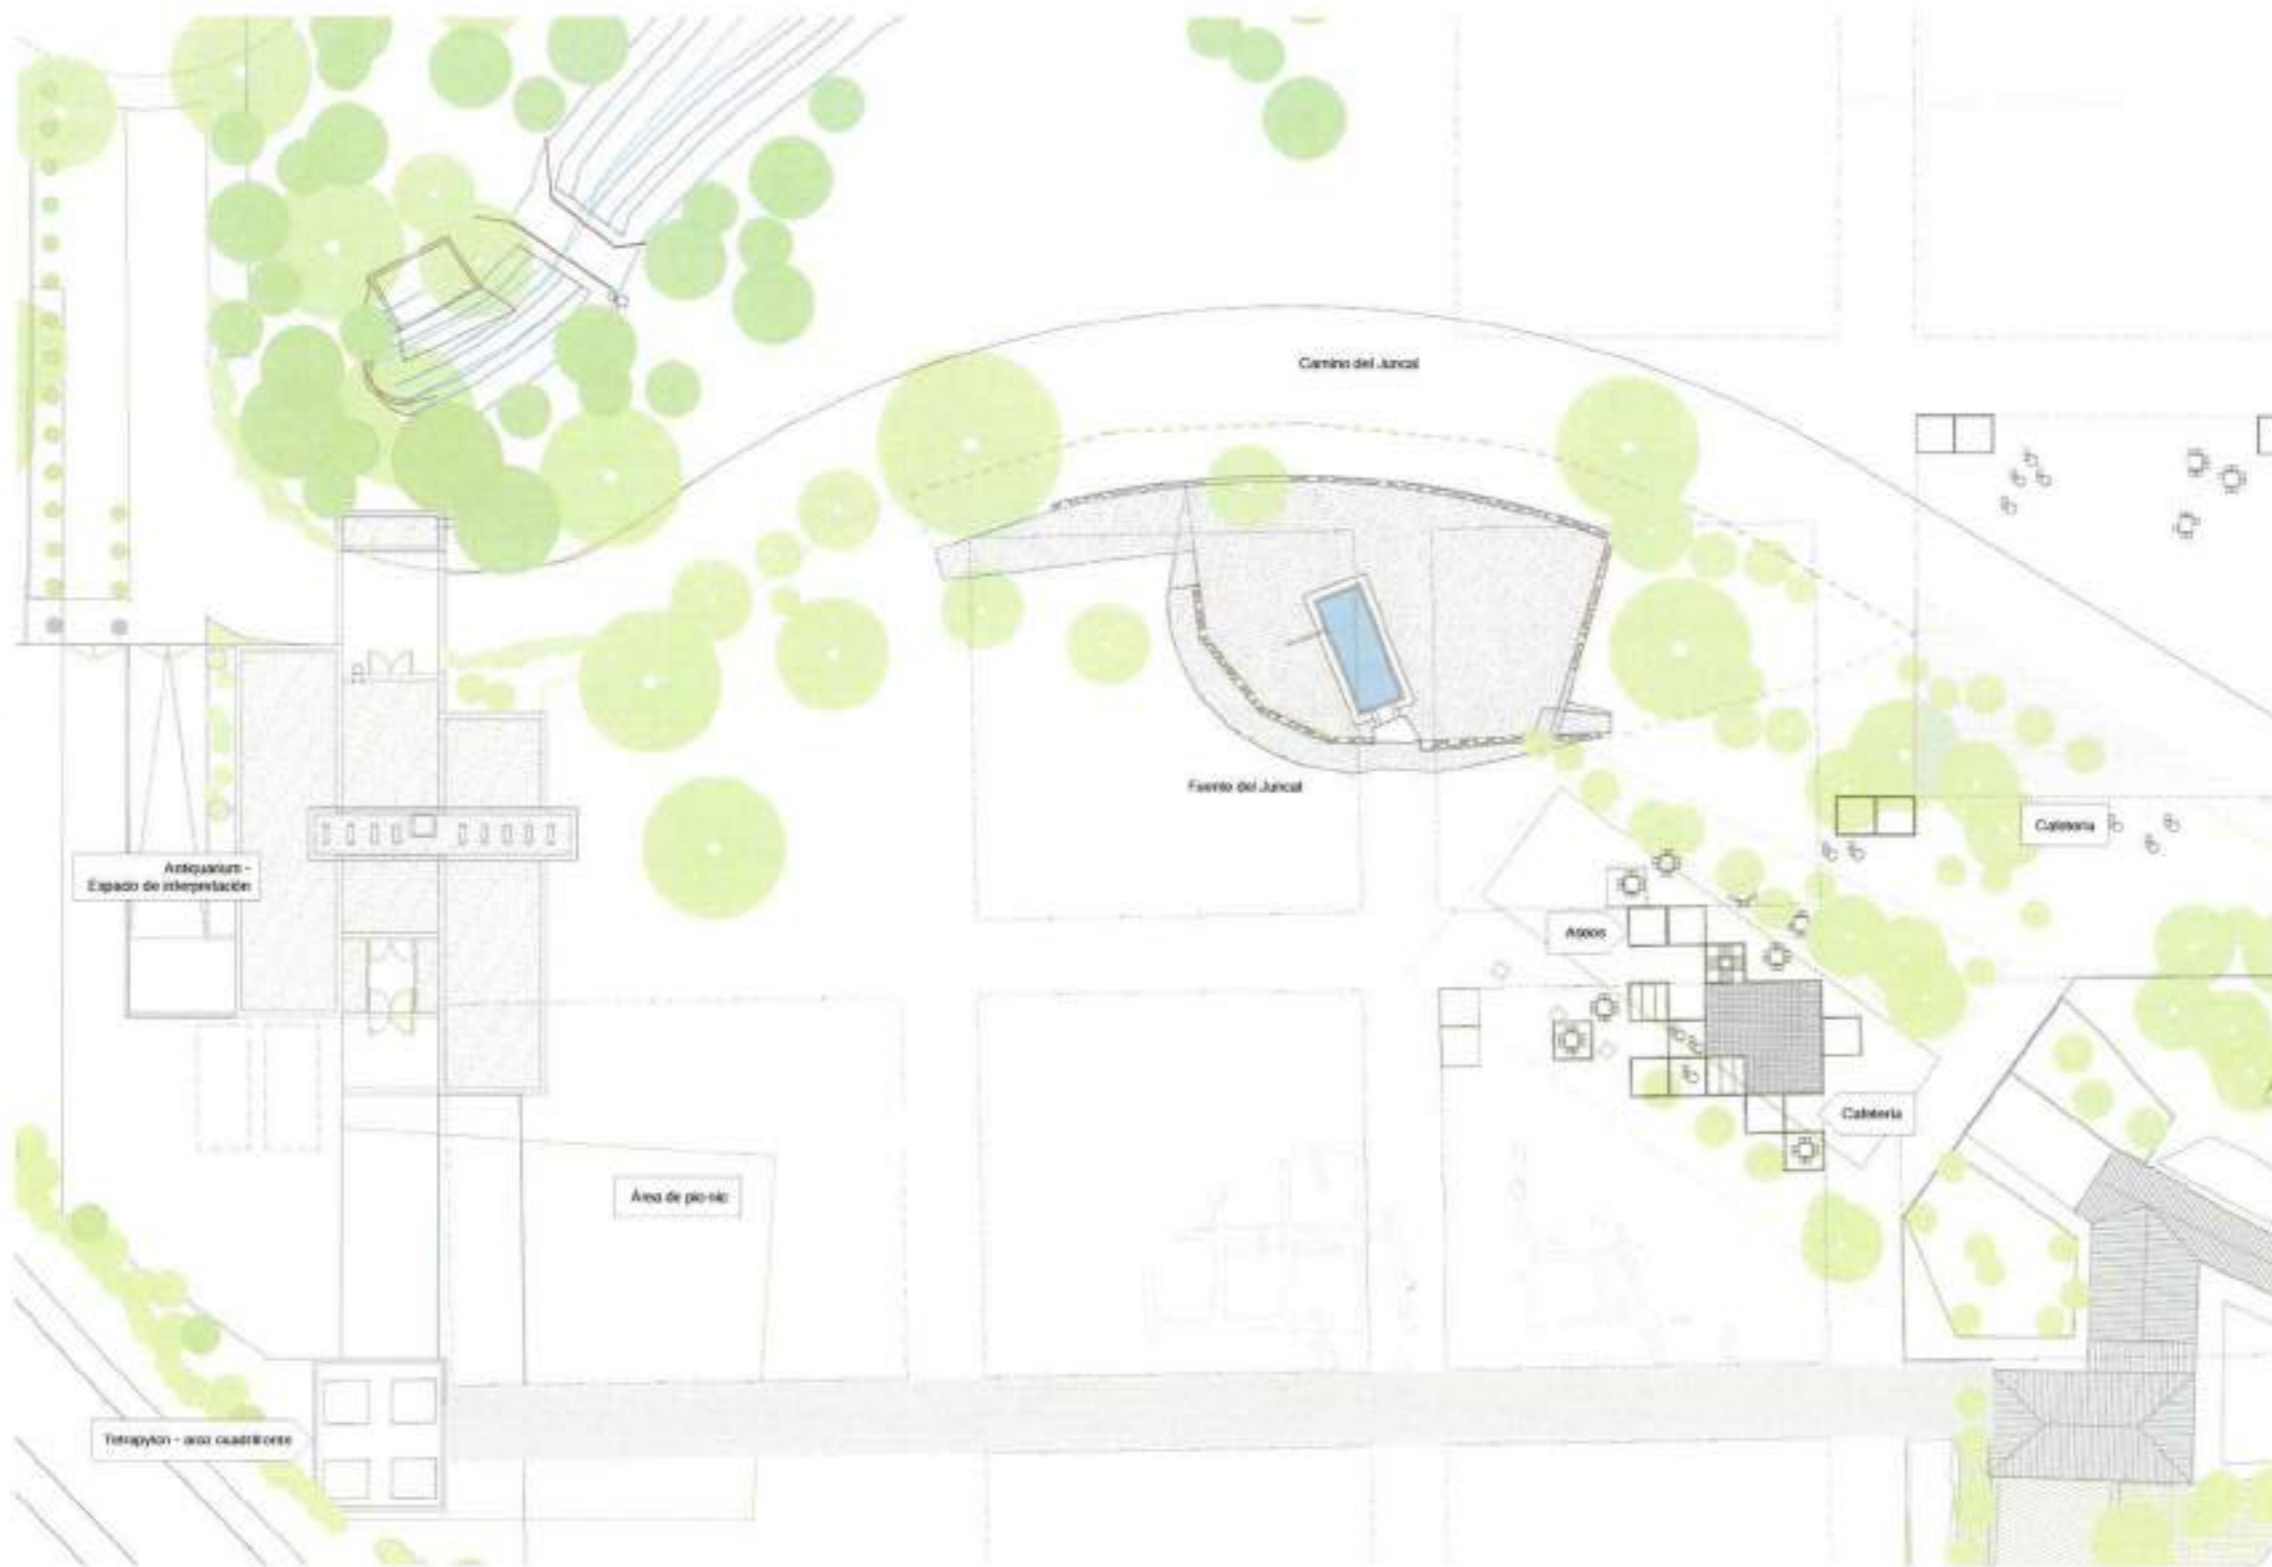 Camino del Juncal
Fuente del Juncal
Cafetería
Antiquarium -
Espacio de interpretación
Aseos
Cafetería
Área de pic-nic
Tetrapylon - arco cuadrifronte